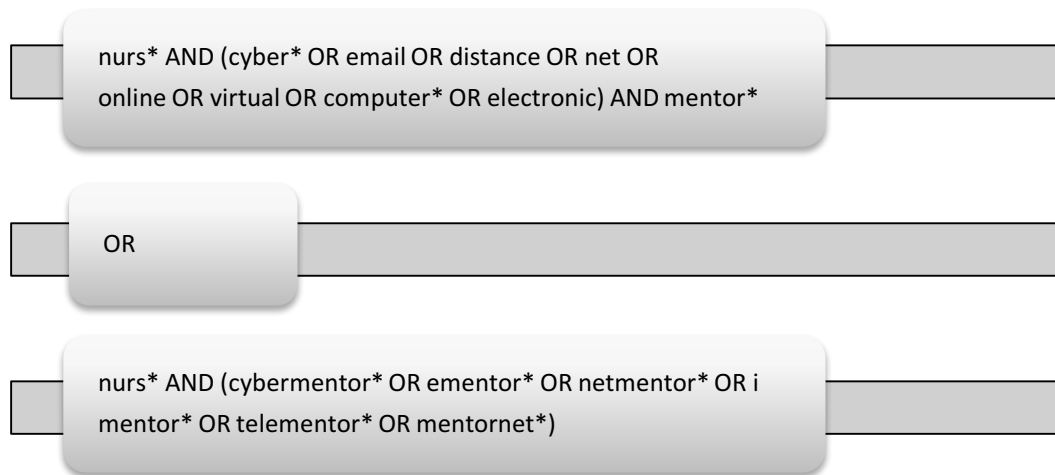 nurs* AND (cyber* OR email OR distance OR net OR
online OR virtual OR computer* OR electronic) AND mentor*
OR
nurs* AND (cybermentor* OR ementor* OR netmentor* OR i
mentor* OR telementor* OR mentornet*)